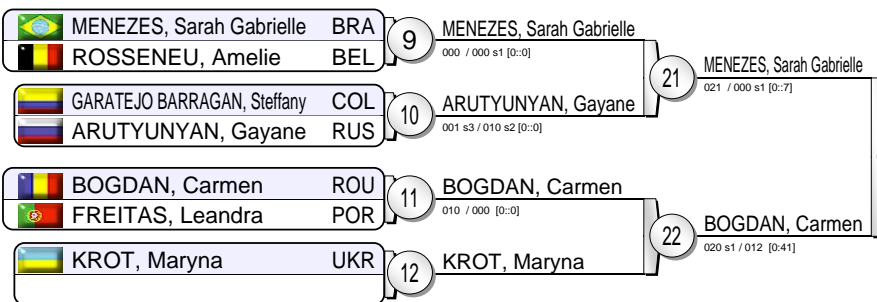 MENEZES, Sarah Gabrielle BRA
ROSSENEU, Amelie BEL
9
MENEZES, Sarah Gabrielle
000 / 000 s1 [0::0]
GARATEJO BARRAGAN, Steffany COL
ARUTYUNYAN, Gayane RUS
10
ARUTYUNYAN, Gayane
001 s3 / 010 s2 [0::0]
21
MENEZES, Sarah Gabrielle
021 / 000 s1 [0::7]
BOGDAN, Carmen ROU
FREITAS, Leandra POR
11
BOGDAN, Carmen
010 / 000 [0::0]
KROT, Maryna UKR
12
KROT, Maryna
22
BOGDAN, Carmen
020 s1 / 012 [0:41]